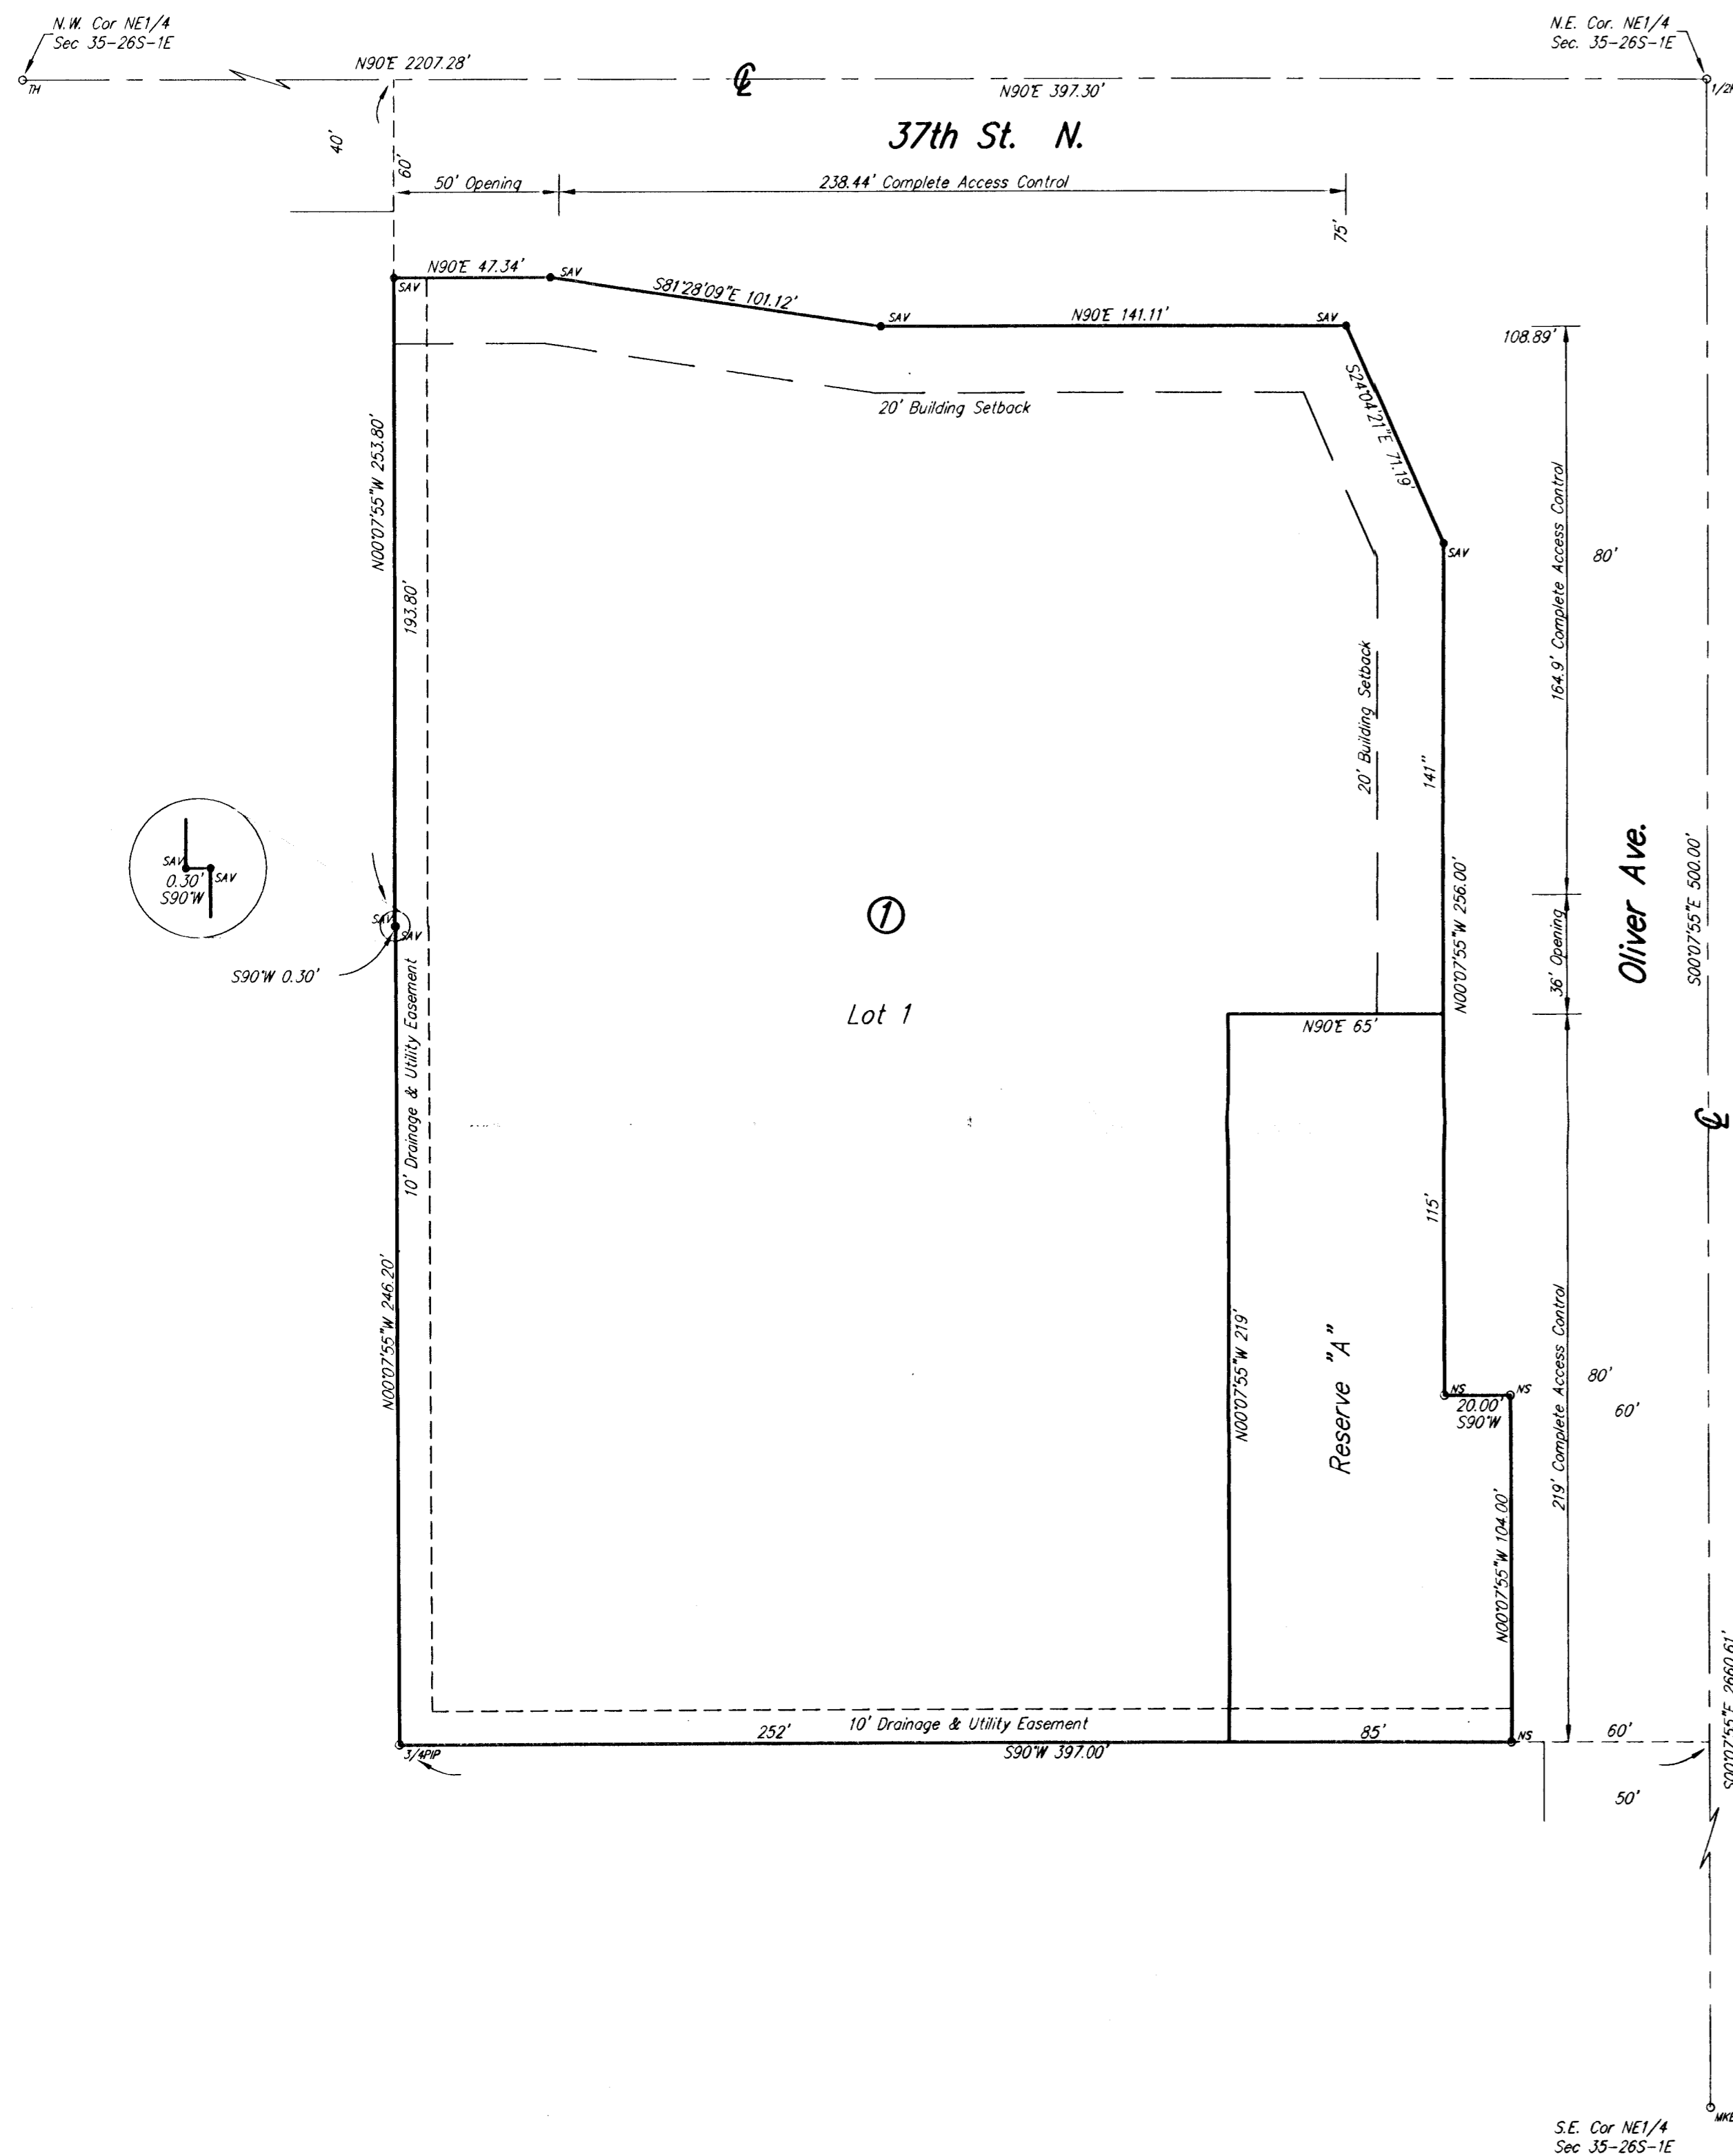 N.W. Cor NE1/4
Sec 35-26S-1E
N.E. Cor. NE1/4
Sec. 35-26S-1E
TH
N90°E 2207.28'
℄
N90°E 397.30'
40'
60'
37th St. N.
50' Opening
238.44' Complete Access Control
75'
N90°E 47.34'
SAV
SAV
S81°28'09"E 101.12'
SAV
N90°E 141.11'
SAV
108.89'
20' Building Setback
S24°04'21"E 71.19'
SAV
N00°07'55"W 253.80'
193.80'
164.9' Complete Access Control
80'
20' Building Setback
141"
SAV
0.30'
SAV
S90°W
SAV
SAV
S90°W 0.30'
1
Lot 1
N00°07'55"W 256.00'
36' Opening
Oliver Ave.
S00°07'55"E 500.00'
N90°E 65'
10' Drainage & Utility Easement
℄
115'
N00°07'55"W 246.20'
N00°07'55"W 219'
Reserve "A"
NS
NS
20.00'
S90°W
80'
60'
219' Complete Access Control
N00°07'55"W 104.00'
S00°07'55"E 2660.61'
252'
10' Drainage & Utility Easement
85'
3/4PIP
S90°W 397.00'
NS
60'
50'
S.E. Cor NE1/4
Sec 35-26S-1E